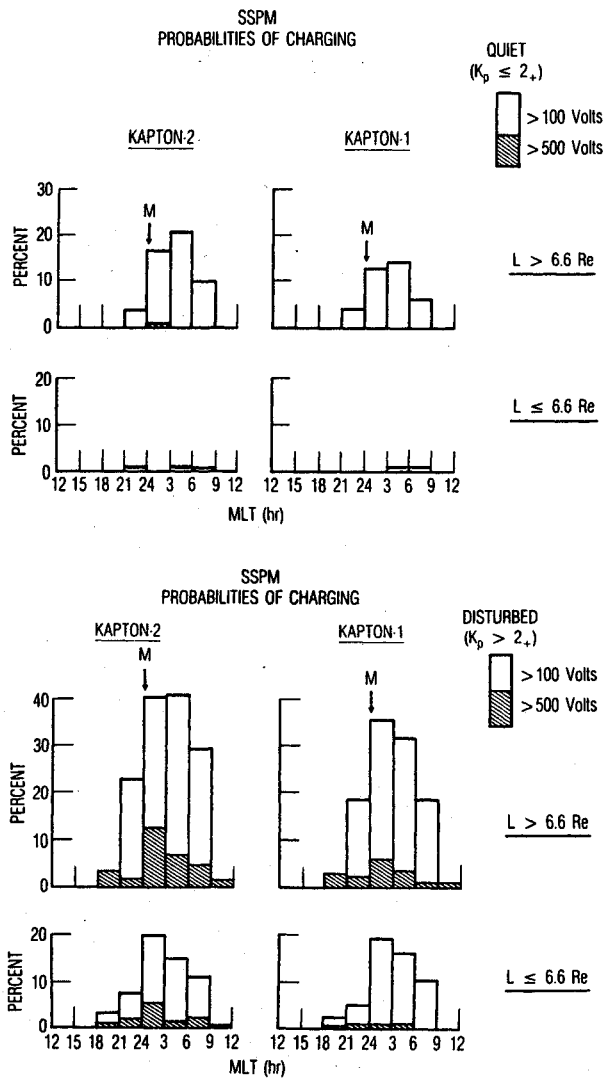 SSPM
PROBABILITIES OF CHARGING
QUIET
(Kp ≤ 2+)
>100 Volts
>500 Volts
KAPTON-2
KAPTON-1
30
20
10
0
PERCENT
M
M
L > 6.6 Re
20
10
0
PERCENT
L ≤ 6.6 Re
12 15 18 21 24 3 6 9 12
12 15 18 21 24 3 6 9 12
MLT (hr)
SSPM
PROBABILITIES OF CHARGING
DISTURBED
(Kp > 2+)
>100 Volts
>500 Volts
KAPTON-2
KAPTON-1
M
M
40
30
20
10
0
PERCENT
L > 6.6 Re
20
10
0
PERCENT
L ≤ 6.6 Re
12 15 18 21 24 3 6 9 12
12 15 18 21 24 3 6 9 12
MLT (hr)